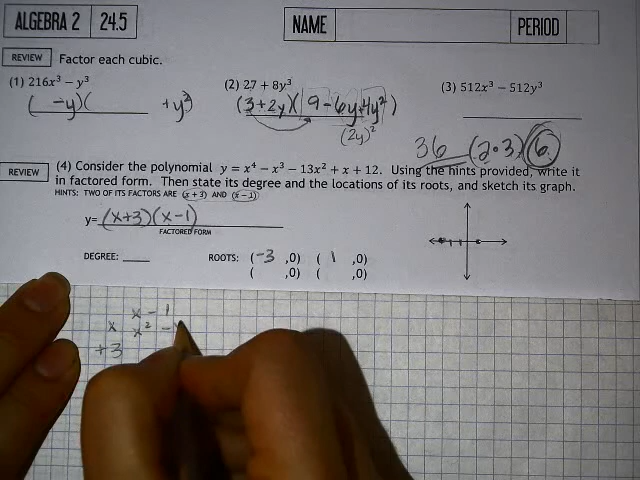 ALGEBRA 2 24.5 NAME PERIOD
REVIEW Factor each cubic.
(1) 216x³ − y³ (2) 27 + 8y³ (3) 512x³ − 512y³
( −y)( + y²) (3+2y)(9 − 6y + 4y²)
(2y)²
36 (2·3) 6
REVIEW (4) Consider the polynomial y = x⁴ − x³ − 13x² + x + 12. Using the hints provided, write it
in factored form. Then state its degree and the locations of its roots, and sketch its graph.
HINTS: TWO OF ITS FACTORS ARE (x + 3) AND (x − 1)
y= (x+3)(x−1)
FACTORED FORM
DEGREE: ____ ROOTS: (−3 ,0) ( 1 ,0)
( ,0) ( ,0)
x − 1
x x² −
+3